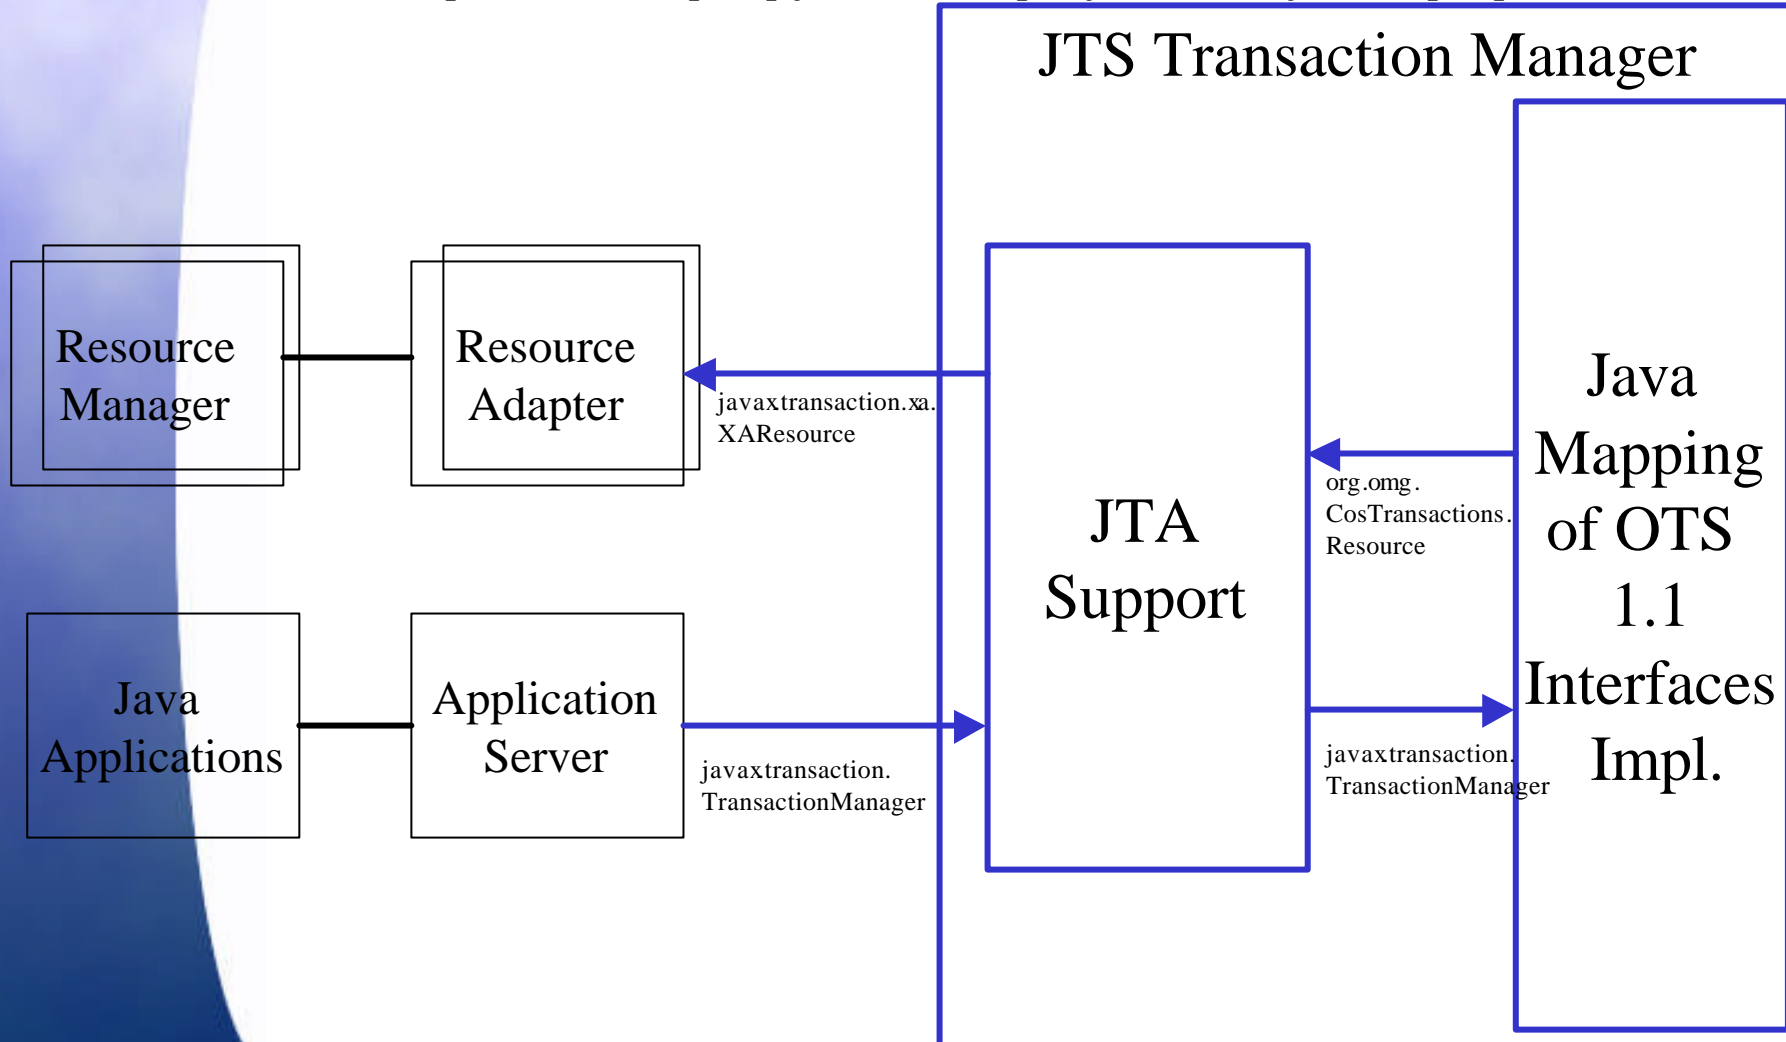 JTS Transaction Manager
Resource
Manager
Resource
Adapter
javaxtransaction.xa.
XAResource
JTA
Support
org.omg.
CosTransactions.
Resource
Java
Mapping
of OTS
1.1
Interfaces
Impl.
Java
Applications
Application
Server
javaxtransaction.
TransactionManager
javaxtransaction.
TransactionManager